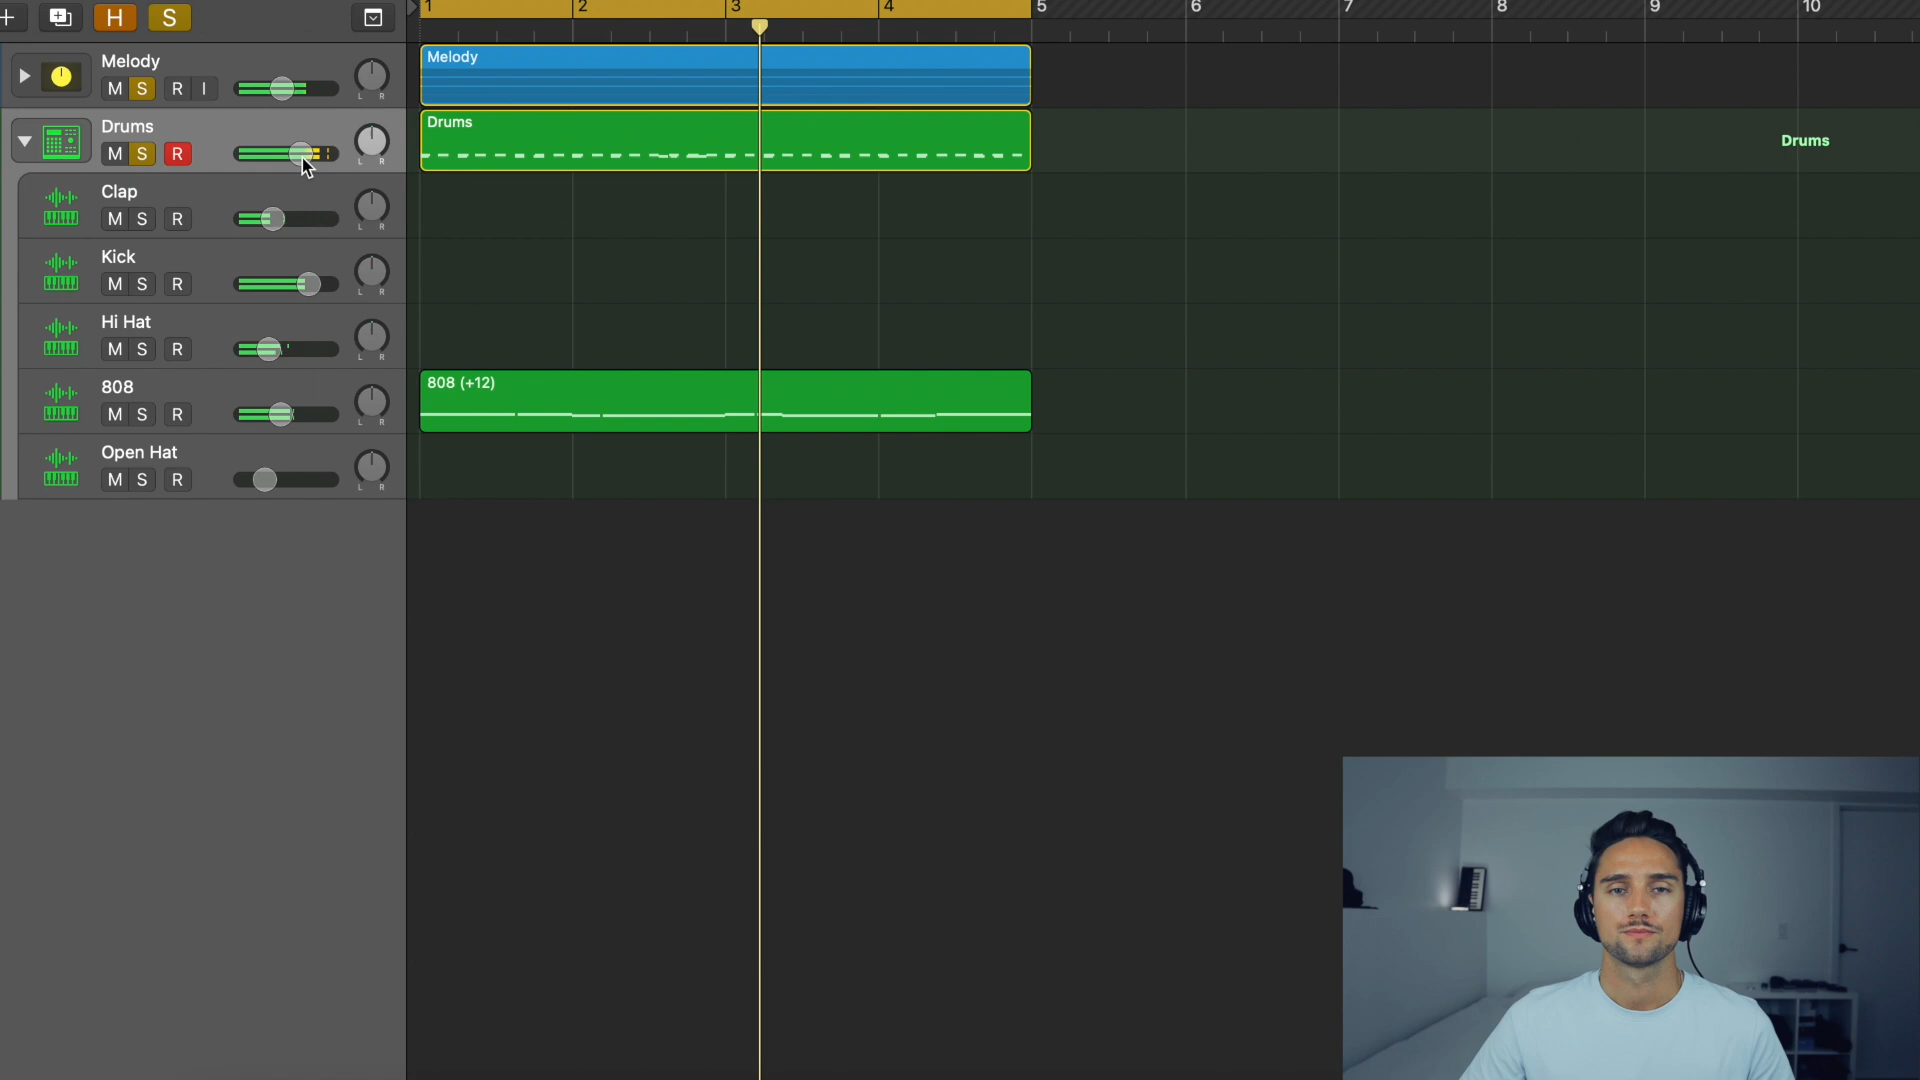 H S
1 2 3 4 5 6 7 8 9 10
Melody
M S R I
L R
Melody
Drums
M S R
L R
Drums
Drums
Clap
M S R
L R
Kick
M S R
L R
Hi Hat
M S R
L R
808
M S R
L R
808 (+12)
Open Hat
M S R
L R